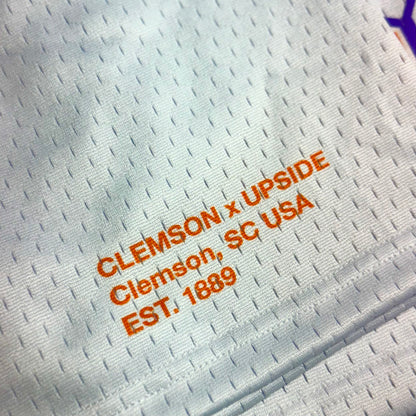 CLEMSON x UPSIDE
Clemson, SC USA
EST. 1889